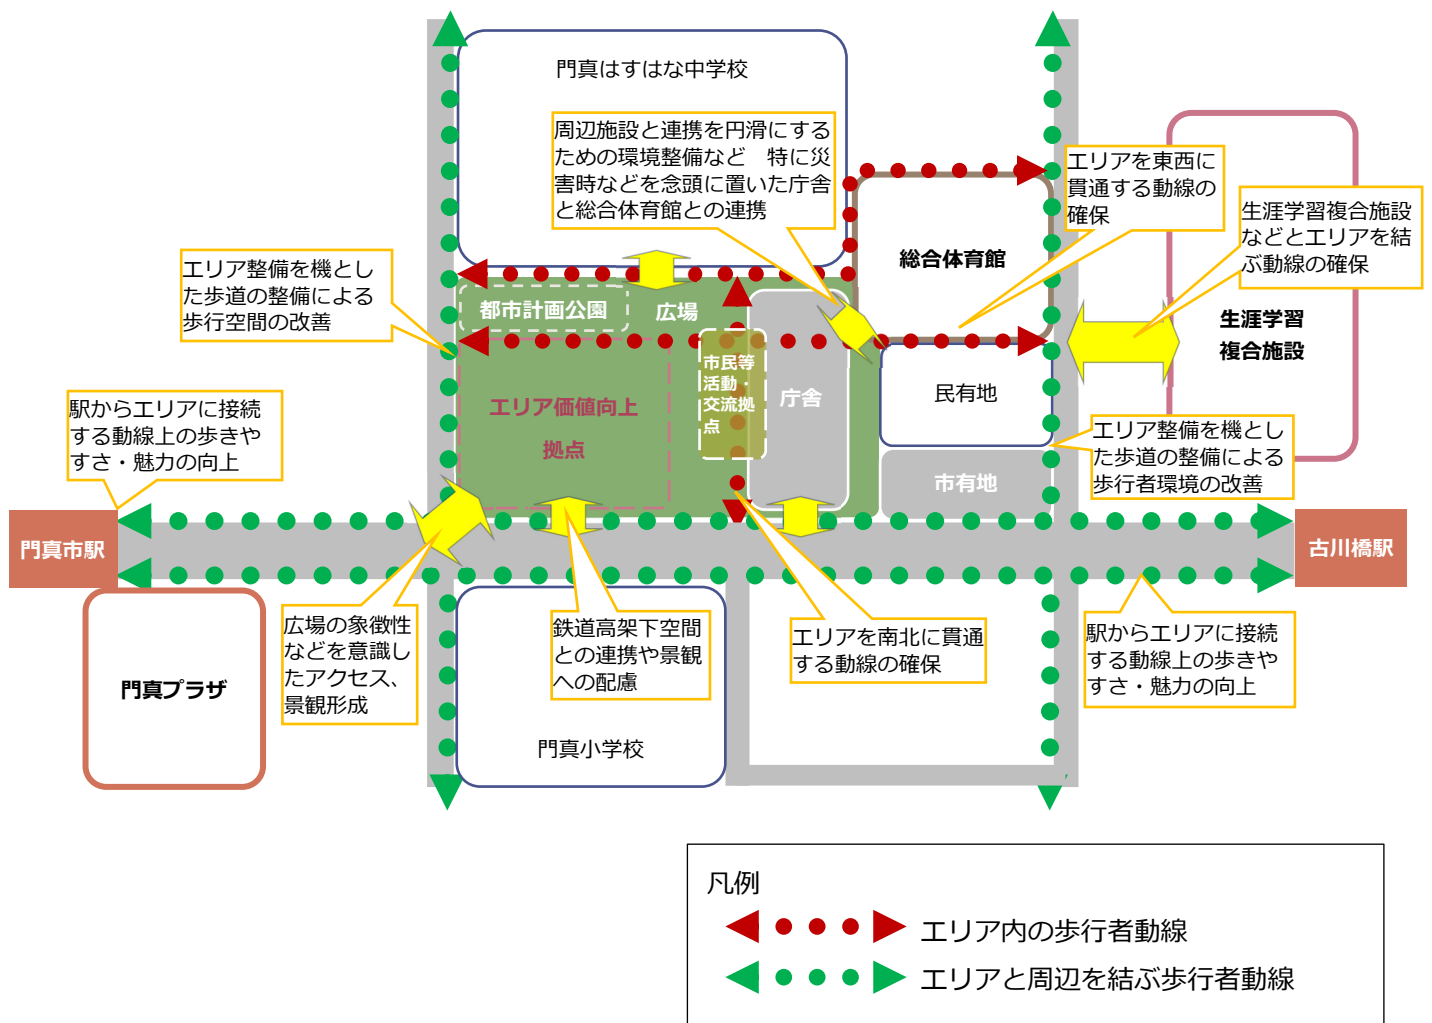 門真はすはな中学校
周辺施設と連携を円滑にする
ための環境整備など　特に災
害時などを念頭に置いた庁舎
と総合体育館との連携
エリアを東西に
貫通する動線の
確保
生涯学習複合施設
などとエリアを結
ぶ動線の確保
エリア整備を機とし
た歩道の整備による
歩行空間の改善
総合体育館
都市計画公園
広場
生涯学習
複合施設
市民等
活動・
交流拠
点
庁舎
民有地
エリア価値向上
拠点
駅からエリアに接続
する動線上の歩きや
すさ・魅力の向上
エリア整備を機とし
た歩道の整備による
歩行者環境の改善
市有地
門真市駅
古川橋駅
広場の象徴性
などを意識し
たアクセス、
景観形成
鉄道高架下空間
との連携や景観
への配慮
エリアを南北に貫通
する動線の確保
駅からエリアに接続
する動線上の歩きや
すさ・魅力の向上
門真プラザ
門真小学校
凡例
エリア内の歩行者動線
エリアと周辺を結ぶ歩行者動線